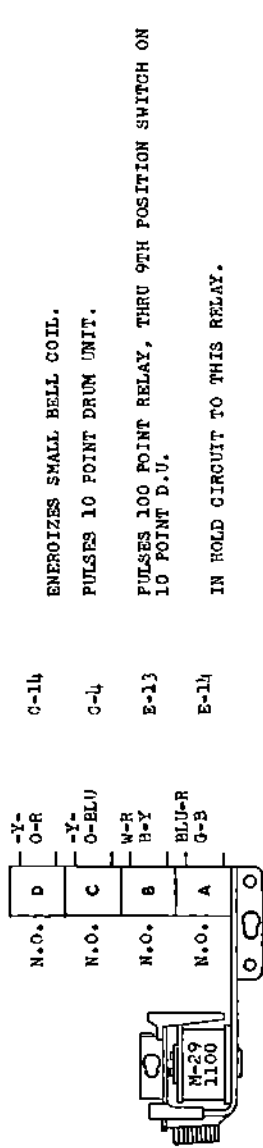 N.O. D -Y- C-14 ENERGIZES SMALL BELL COIL.
O-R
N.O. C -Y- C-4 PULSES 10 POINT DRUM UNIT.
O-BLU
N.O. B W-R E-13 PULSES 100 POINT RELAY, THRU 9TH POSITION SWITCH ON
B-Y 10 POINT D.U.
N.O. A BLU-R E-14 IN HOLD CIRCUIT TO THIS RELAY.
G-B
M-29
1100